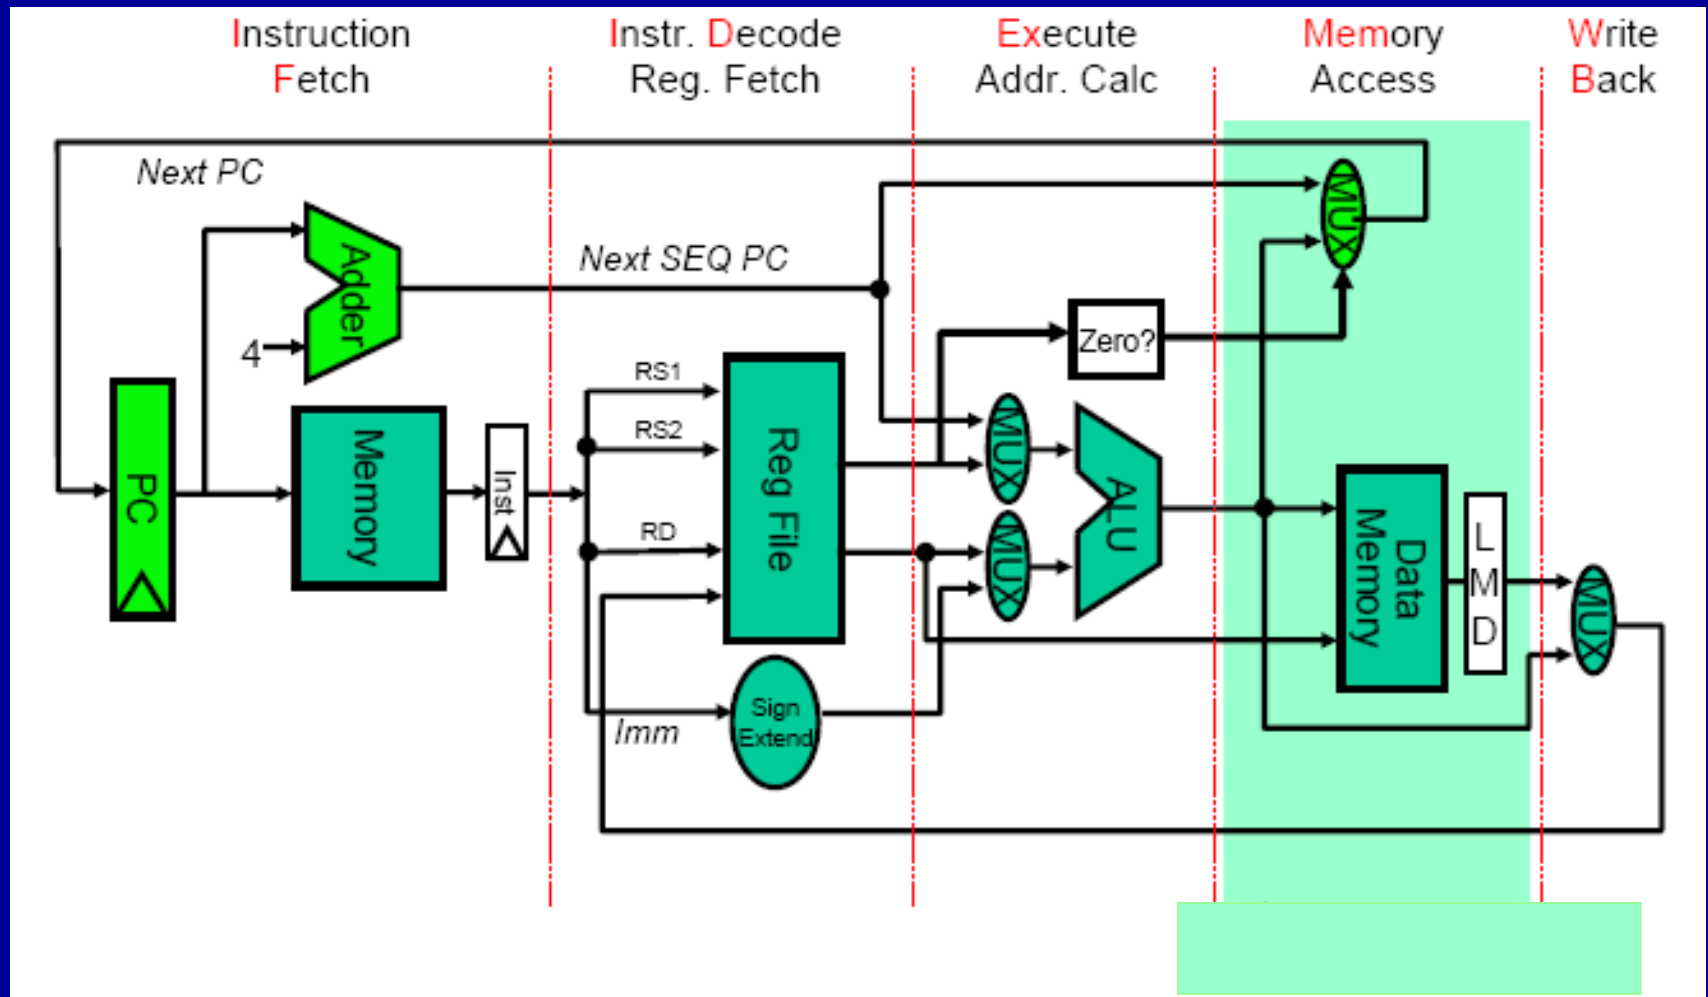 Instruction
Fetch
Instr. Decode
Reg. Fetch
Execute
Addr. Calc
Memory
Access
Write
Back
Next PC
Adder
4
Next SEQ PC
MUX
Zero?
RS1
RS2
RD
Reg File
PC
Memory
Inst
MUX
MUX
ALU
Data
Memory
L
M
D
MUX
Sign
Extend
Imm